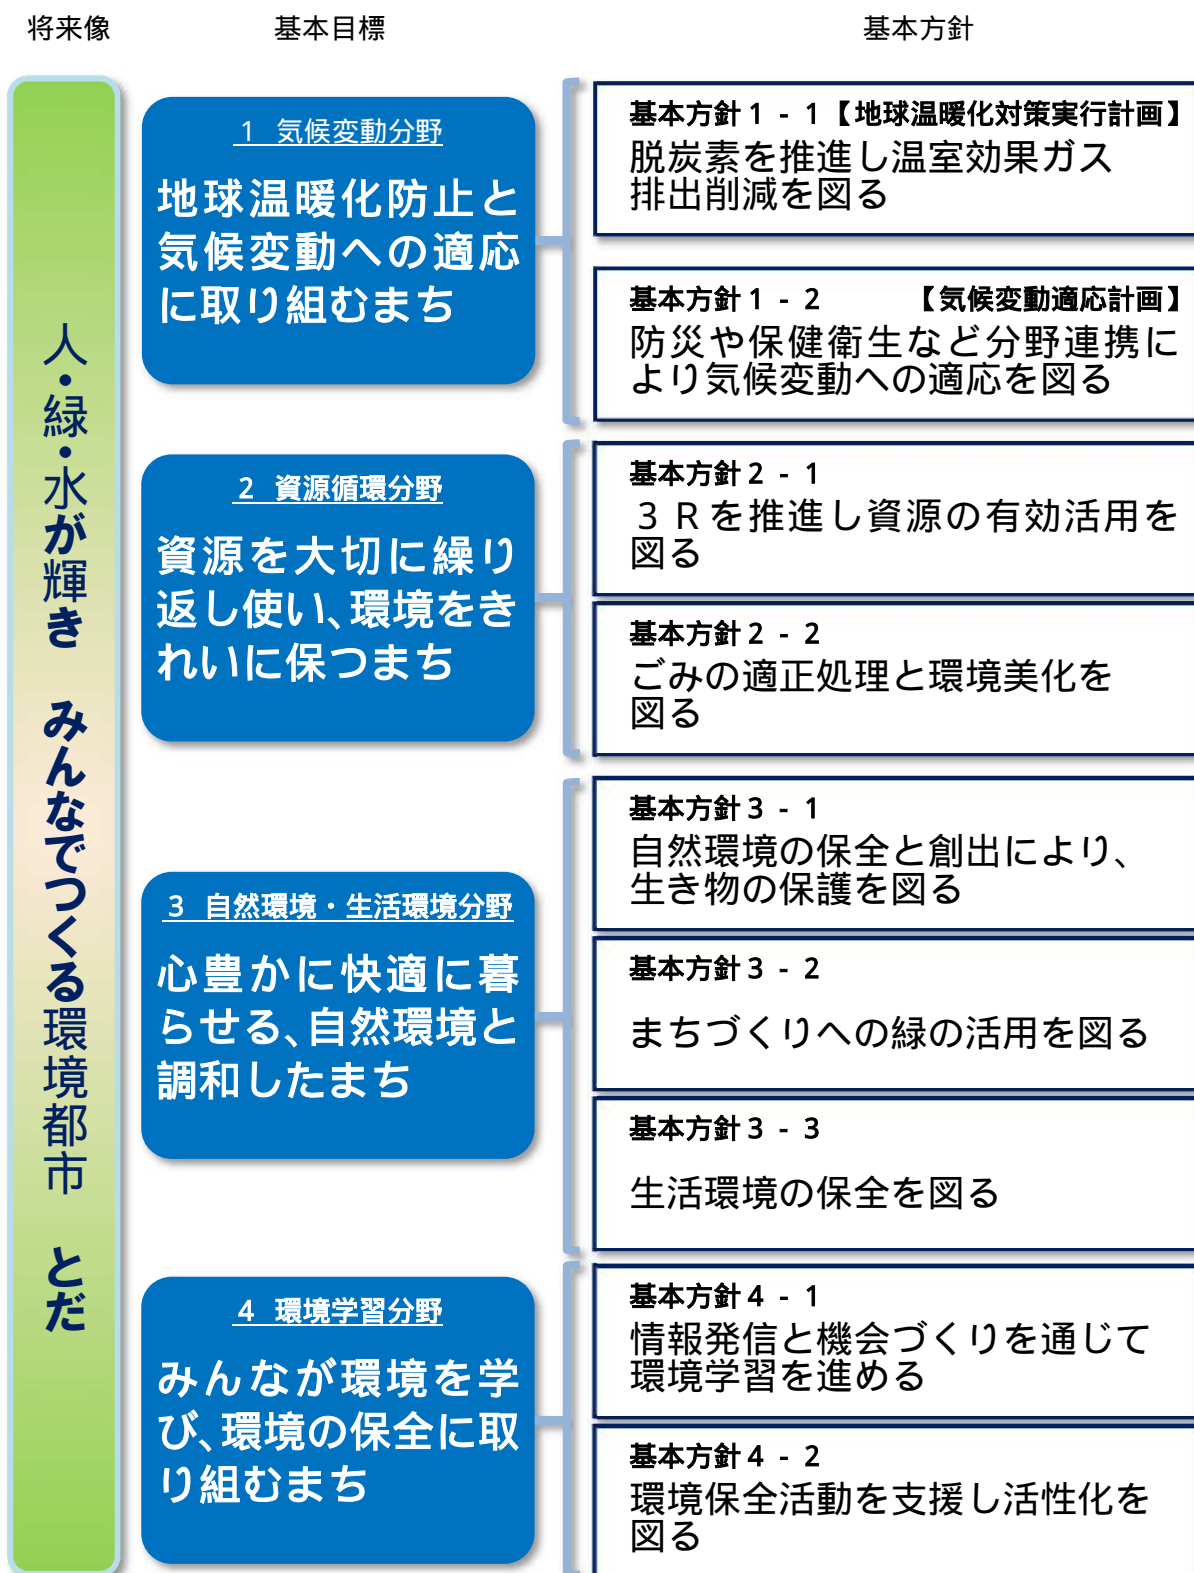 将来像
基本目標
基本方針
人・緑・水が輝き　みんなでつくる環境都市　とだ
1 気候変動分野
地球温暖化防止と
気候変動への適応
に取り組むまち
基本方針１-１【地球温暖化対策実行計画】
脱炭素を推進し温室効果ガス
排出削減を図る
基本方針１-２　【気候変動適応計画】
防災や保健衛生など分野連携に
より気候変動への適応を図る
2 資源循環分野
資源を大切に繰り
返し使い、環境をき
れいに保つまち
基本方針２-１
３Ｒを推進し資源の有効活用を
図る
基本方針２-２
ごみの適正処理と環境美化を
図る
3 自然環境・生活環境分野
心豊かに快適に暮
らせる、自然環境と
調和したまち
基本方針３-１
自然環境の保全と創出により、
生き物の保護を図る
基本方針３-２
まちづくりへの緑の活用を図る
基本方針３-３
生活環境の保全を図る
4 環境学習分野
みんなが環境を学
び、環境の保全に取
り組むまち
基本方針４-１
情報発信と機会づくりを通じて
環境学習を進める
基本方針４-２
環境保全活動を支援し活性化を
図る